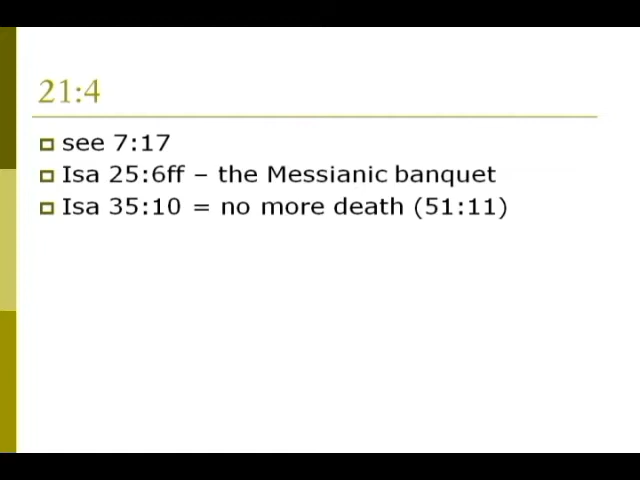 21:4
see 7:17
Isa 25:6ff – the Messianic banquet
Isa 35:10 = no more death (51:11)